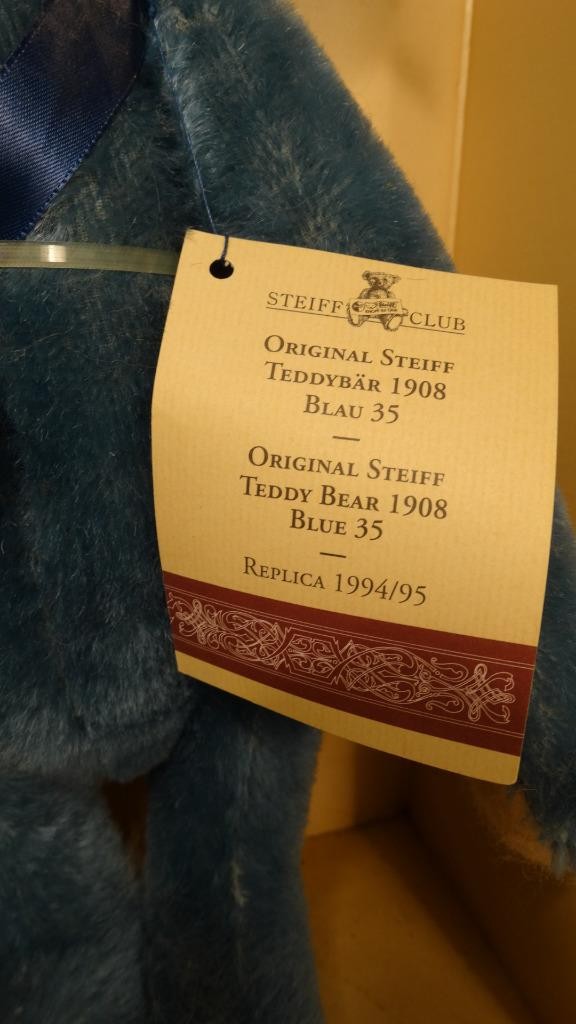 STEIFF CLUB
ORIGINAL STEIFF
TEDDYBÄR 1908
BLAU 35
—
ORIGINAL STEIFF
TEDDY BEAR 1908
BLUE 35
—
REPLICA 1994/95